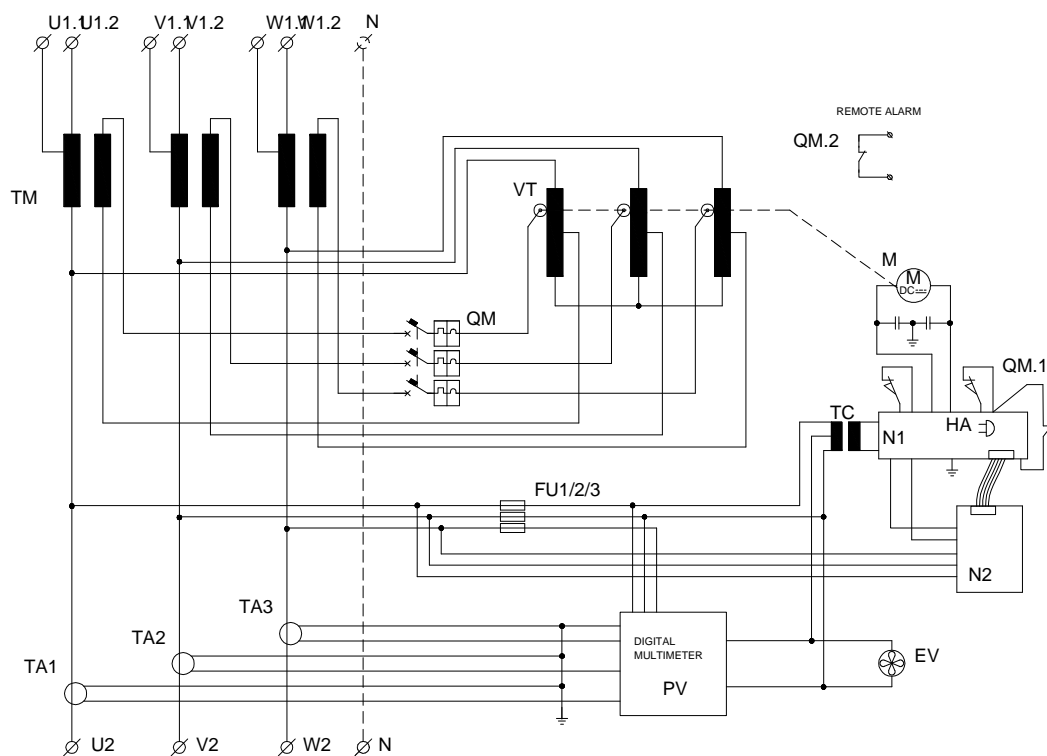 U1.1 U1.2 V1.1 V1.2 W1.1 W1.2 N
REMOTE ALARM
QM.2
TM
VT
M
M
DC
QM
QM.1
TC
N1
HA
FU1/2/3
N2
TA3
TA2
TA1
DIGITAL
MULTIMETER
PV
EV
U2 V2 W2 N